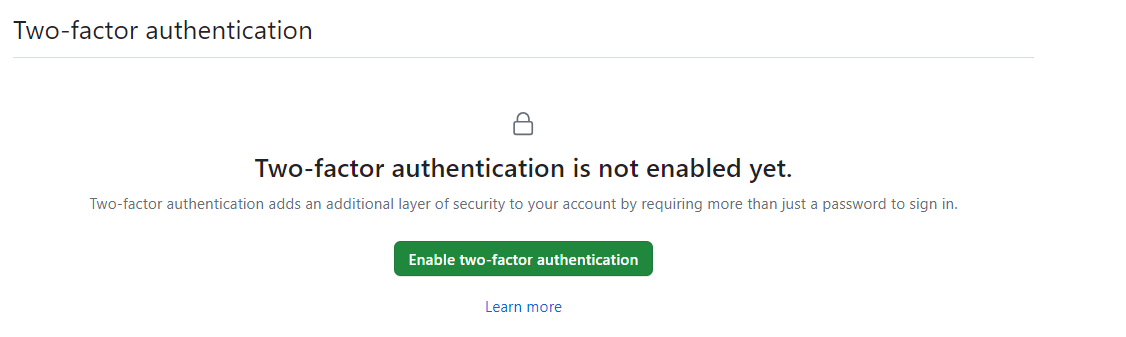 Two-factor authentication
Two-factor authentication is not enabled yet.
Two-factor authentication adds an additional layer of security to your account by requiring more than just a password to sign in.
Enable two-factor authentication
Learn more